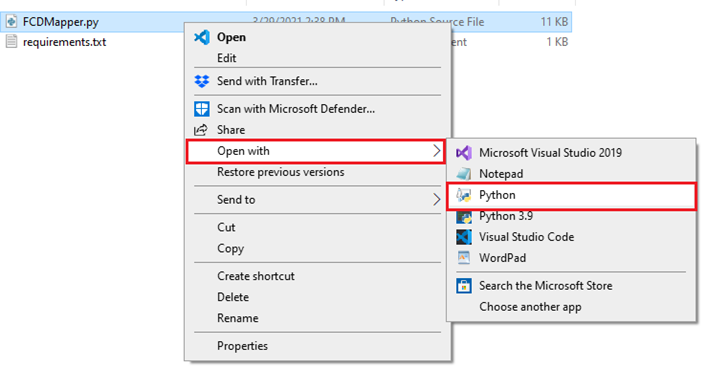 FCDMapper.py 3/29/2021 2:38 PM Python Source File 11 KB
requirements.txt 1 KB
Open
Edit
Send with Transfer...
Scan with Microsoft Defender...
Share
Open with
Restore previous versions
Send to
Cut
Copy
Create shortcut
Delete
Rename
Properties
Microsoft Visual Studio 2019
Notepad
Python
Python 3.9
Visual Studio Code
WordPad
Search the Microsoft Store
Choose another app